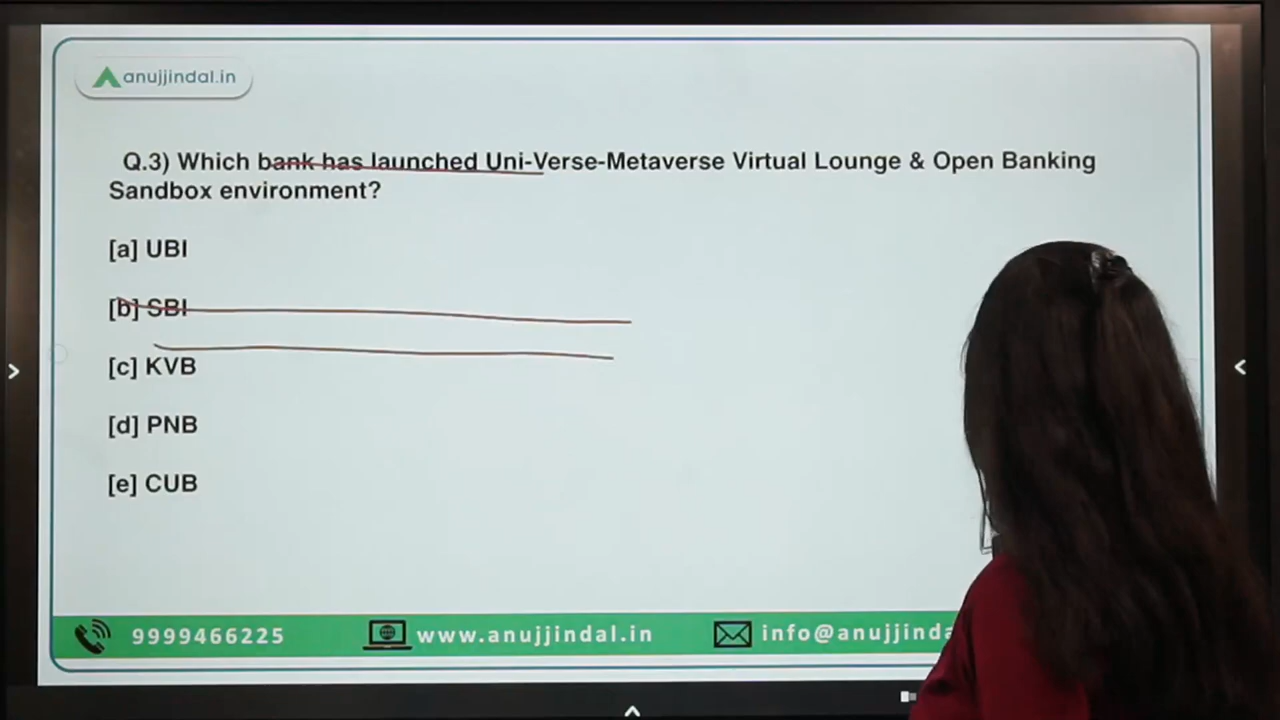 anujjindal.in
Q.3) Which bank has launched Uni-Verse-Metaverse Virtual Lounge & Open Banking
Sandbox environment?
[a] UBI
[b] SBI
[c] KVB
[d] PNB
[e] CUB
9999466225 www.anujjindal.in info@anujjinda